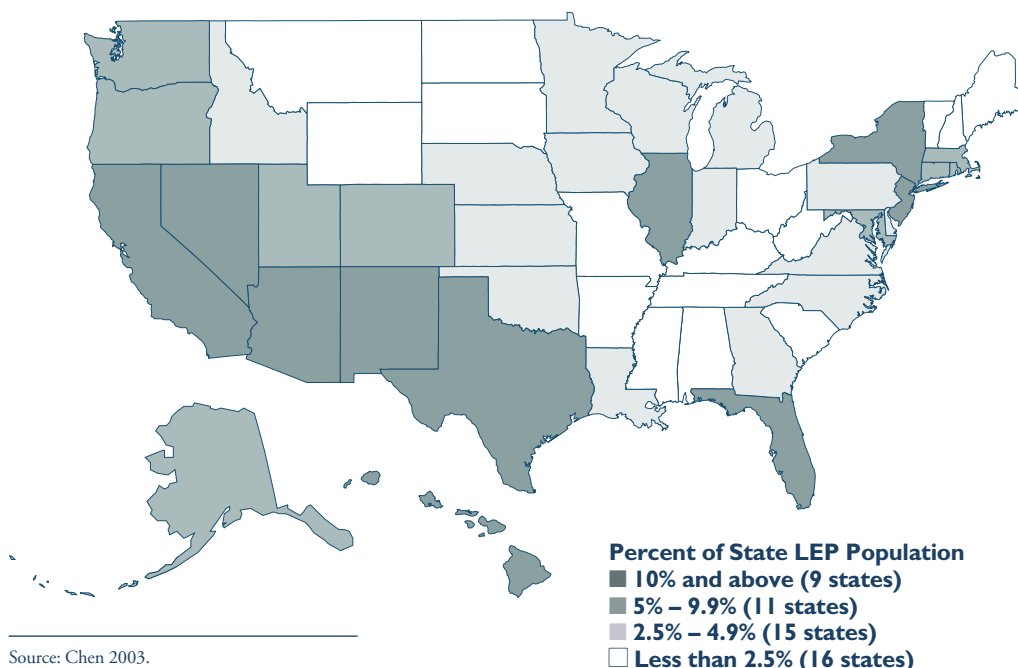 Percent of State LEP Population
10% and above (9 states)
5% – 9.9% (11 states)
2.5% – 4.9% (15 states)
Less than 2.5% (16 states)
Source: Chen 2003.